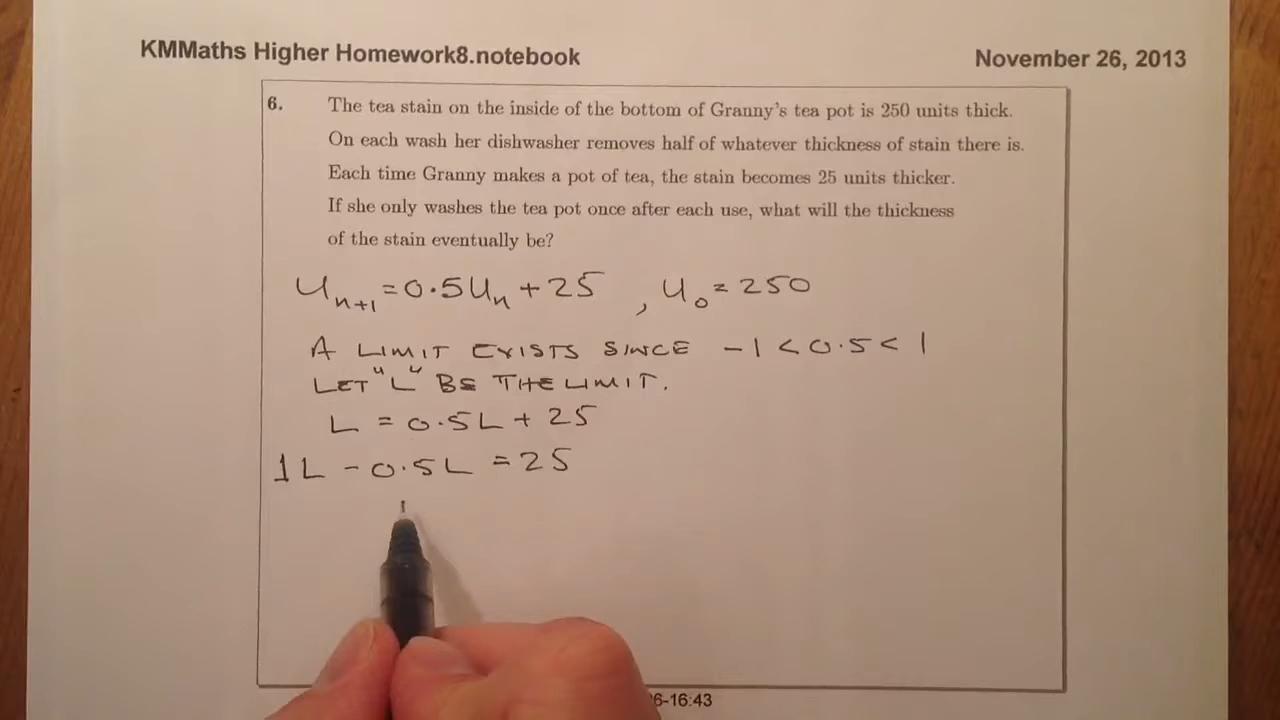 KMMaths Higher Homework8.notebook
November 26, 2013
6. The tea stain on the inside of the bottom of Granny's tea pot is 250 units thick.
On each wash her dishwasher removes half of whatever thickness of stain there is.
Each time Granny makes a pot of tea, the stain becomes 25 units thicker.
If she only washes the tea pot once after each use, what will the thickness
of the stain eventually be?
Uₙ₊₁ = 0.5Uₙ + 25 , U₀ = 250
A LIMIT EXISTS SINCE -1 < 0.5 < 1
LET "L" BE THE LIMIT.
L = 0.5L + 25
1L - 0.5L = 25
6-16:43